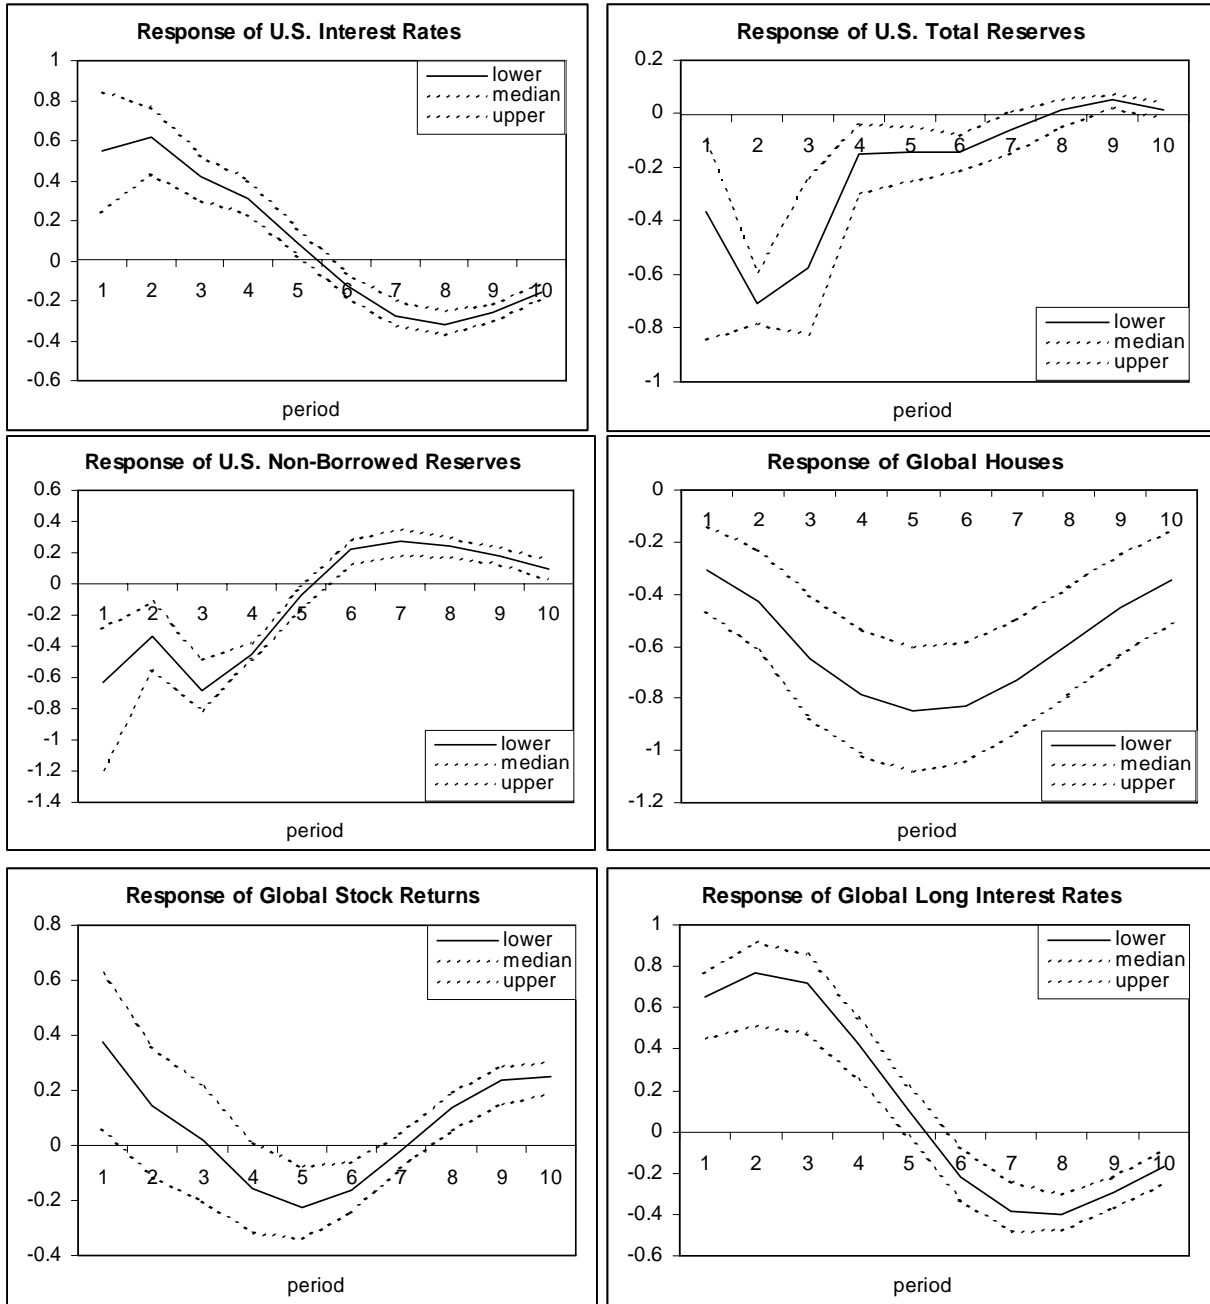 Response of U.S. Interest Rates
1
0.8
0.6
0.4
0.2
0
-0.2
-0.4
-0.6
1 2 3 4 5 6 7 8 9 10
lower
median
upper
period
Response of U.S. Total Reserves
0.2
0
-0.2
-0.4
-0.6
-0.8
-1
1 2 3 4 5 6 7 8 9 10
lower
median
upper
period
Response of U.S. Non-Borrowed Reserves
0.6
0.4
0.2
0
-0.2
-0.4
-0.6
-0.8
-1
-1.2
-1.4
1 2 3 4 5 6 7 8 9 10
lower
median
upper
period
Response of Global Houses
0
-0.2
-0.4
-0.6
-0.8
-1
-1.2
1 2 3 4 5 6 7 8 9 10
lower
median
upper
period
Response of Global Stock Returns
0.8
0.6
0.4
0.2
0
-0.2
-0.4
1 2 3 4 5 6 7 8 9 10
lower
median
upper
period
Response of Global Long Interest Rates
1
0.8
0.6
0.4
0.2
0
-0.2
-0.4
-0.6
1 2 3 4 5 6 7 8 9 10
lower
median
upper
period